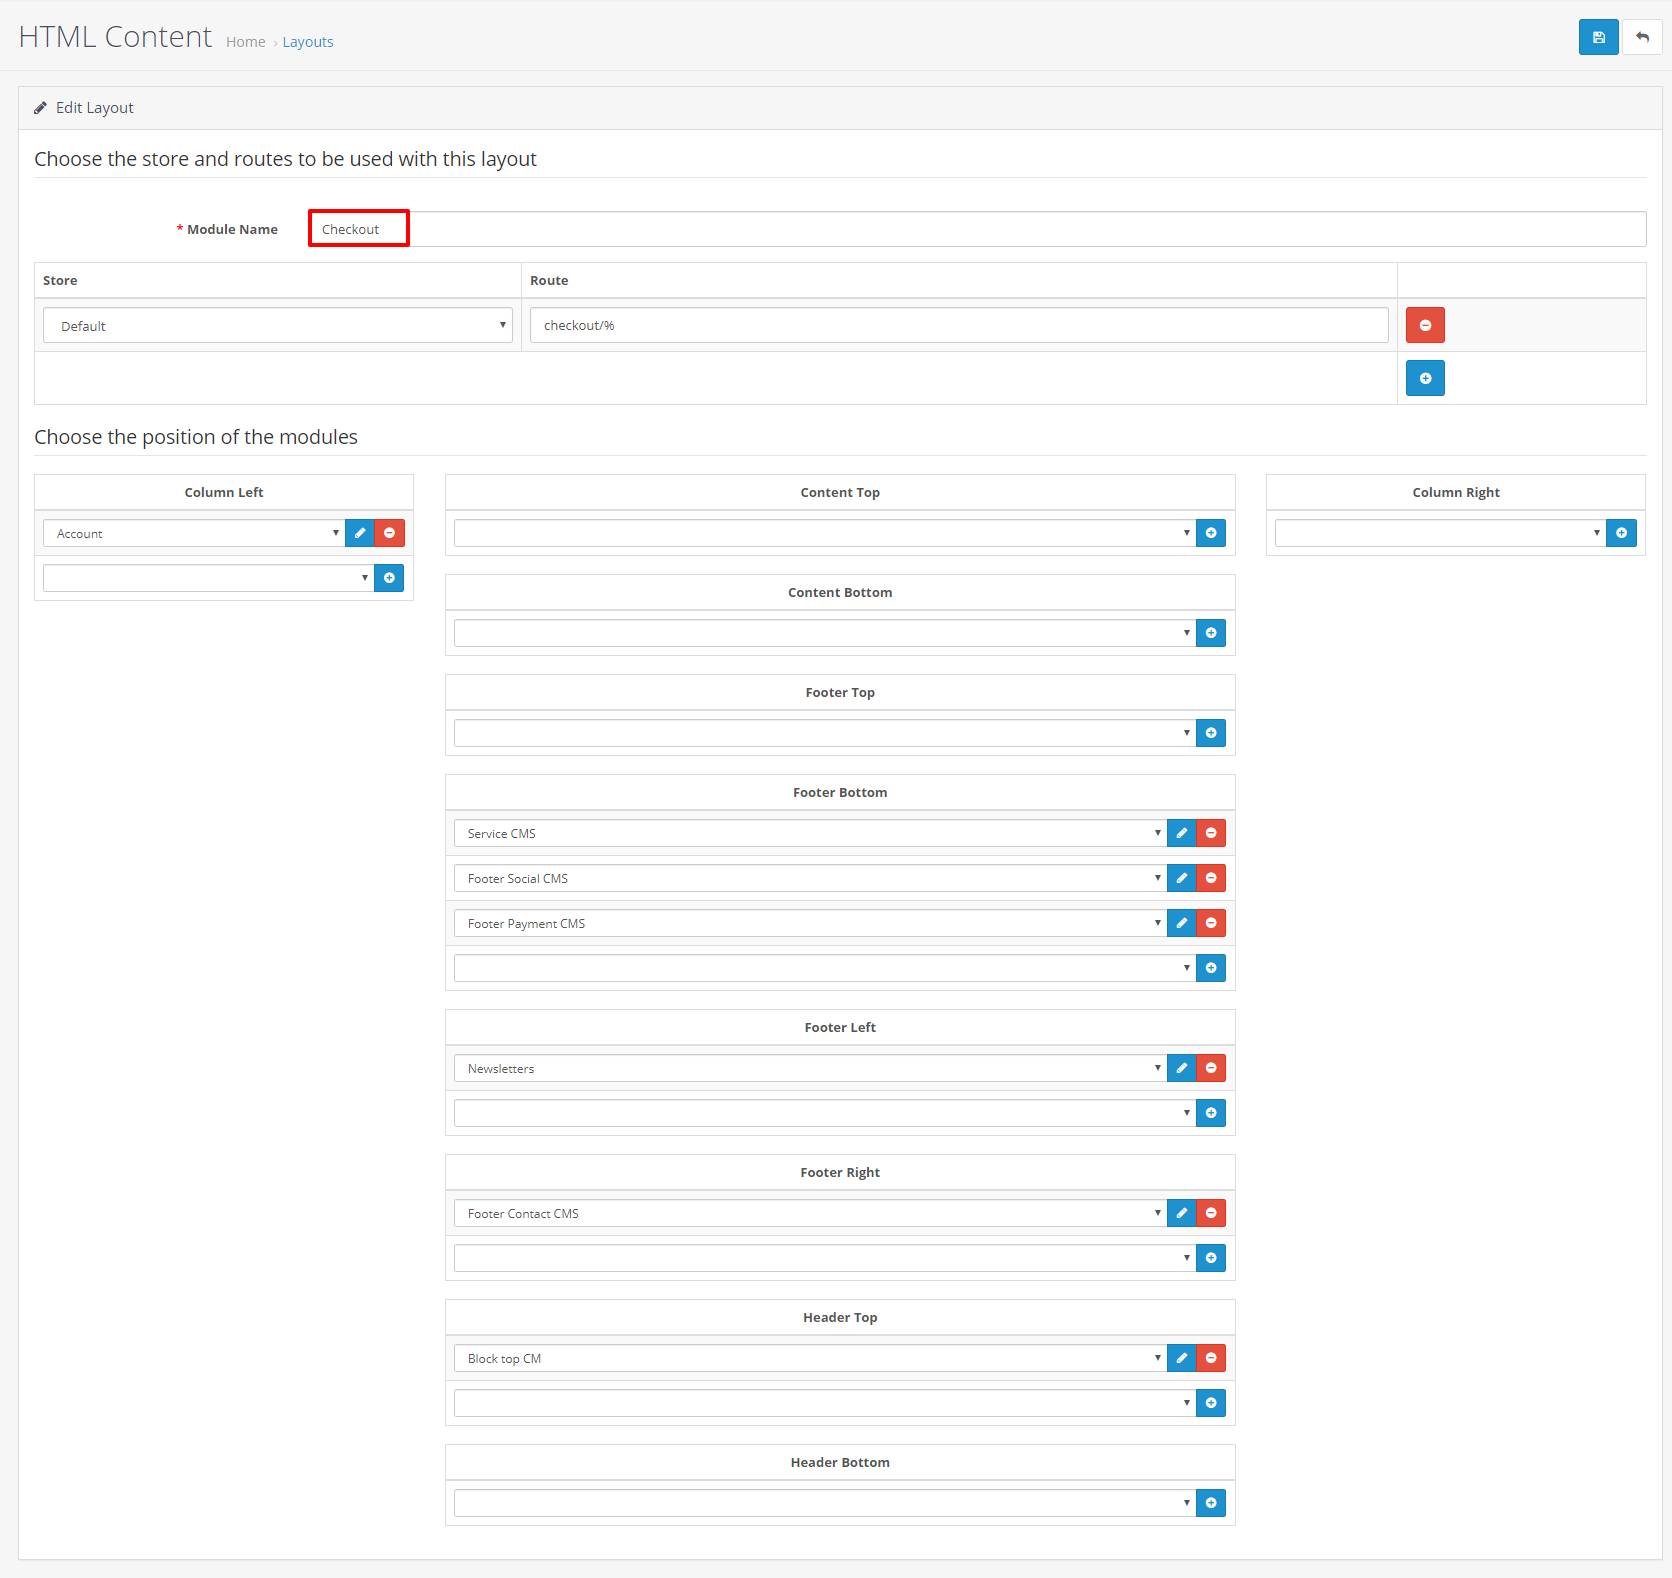 HTML Content Home › Layouts
Edit Layout
Choose the store and routes to be used with this layout
* Module Name Checkout
Store Route
Default checkout/%
Choose the position of the modules
Column Left Content Top Column Right
Account
Content Bottom
Footer Top
Footer Bottom
Service CMS
Footer Social CMS
Footer Payment CMS
Footer Left
Newsletters
Footer Right
Footer Contact CMS
Header Top
Block top CM
Header Bottom